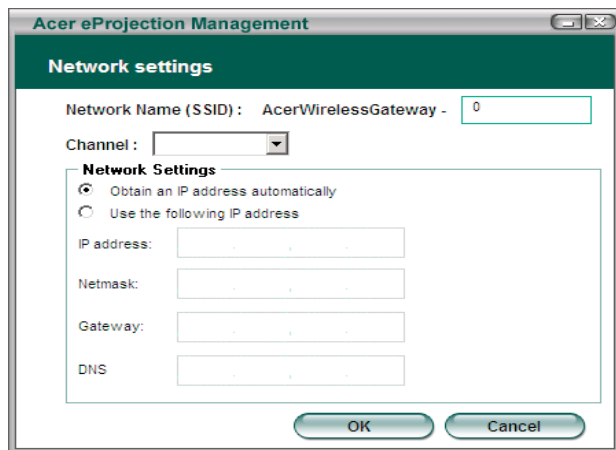 Acer eProjection Management
Network settings
Network Name (SSID) : AcerWirelessGateway - 0
Channel :
Network Settings
Obtain an IP address automatically
Use the following IP address
IP address:
Netmask:
Gateway:
DNS
OK Cancel